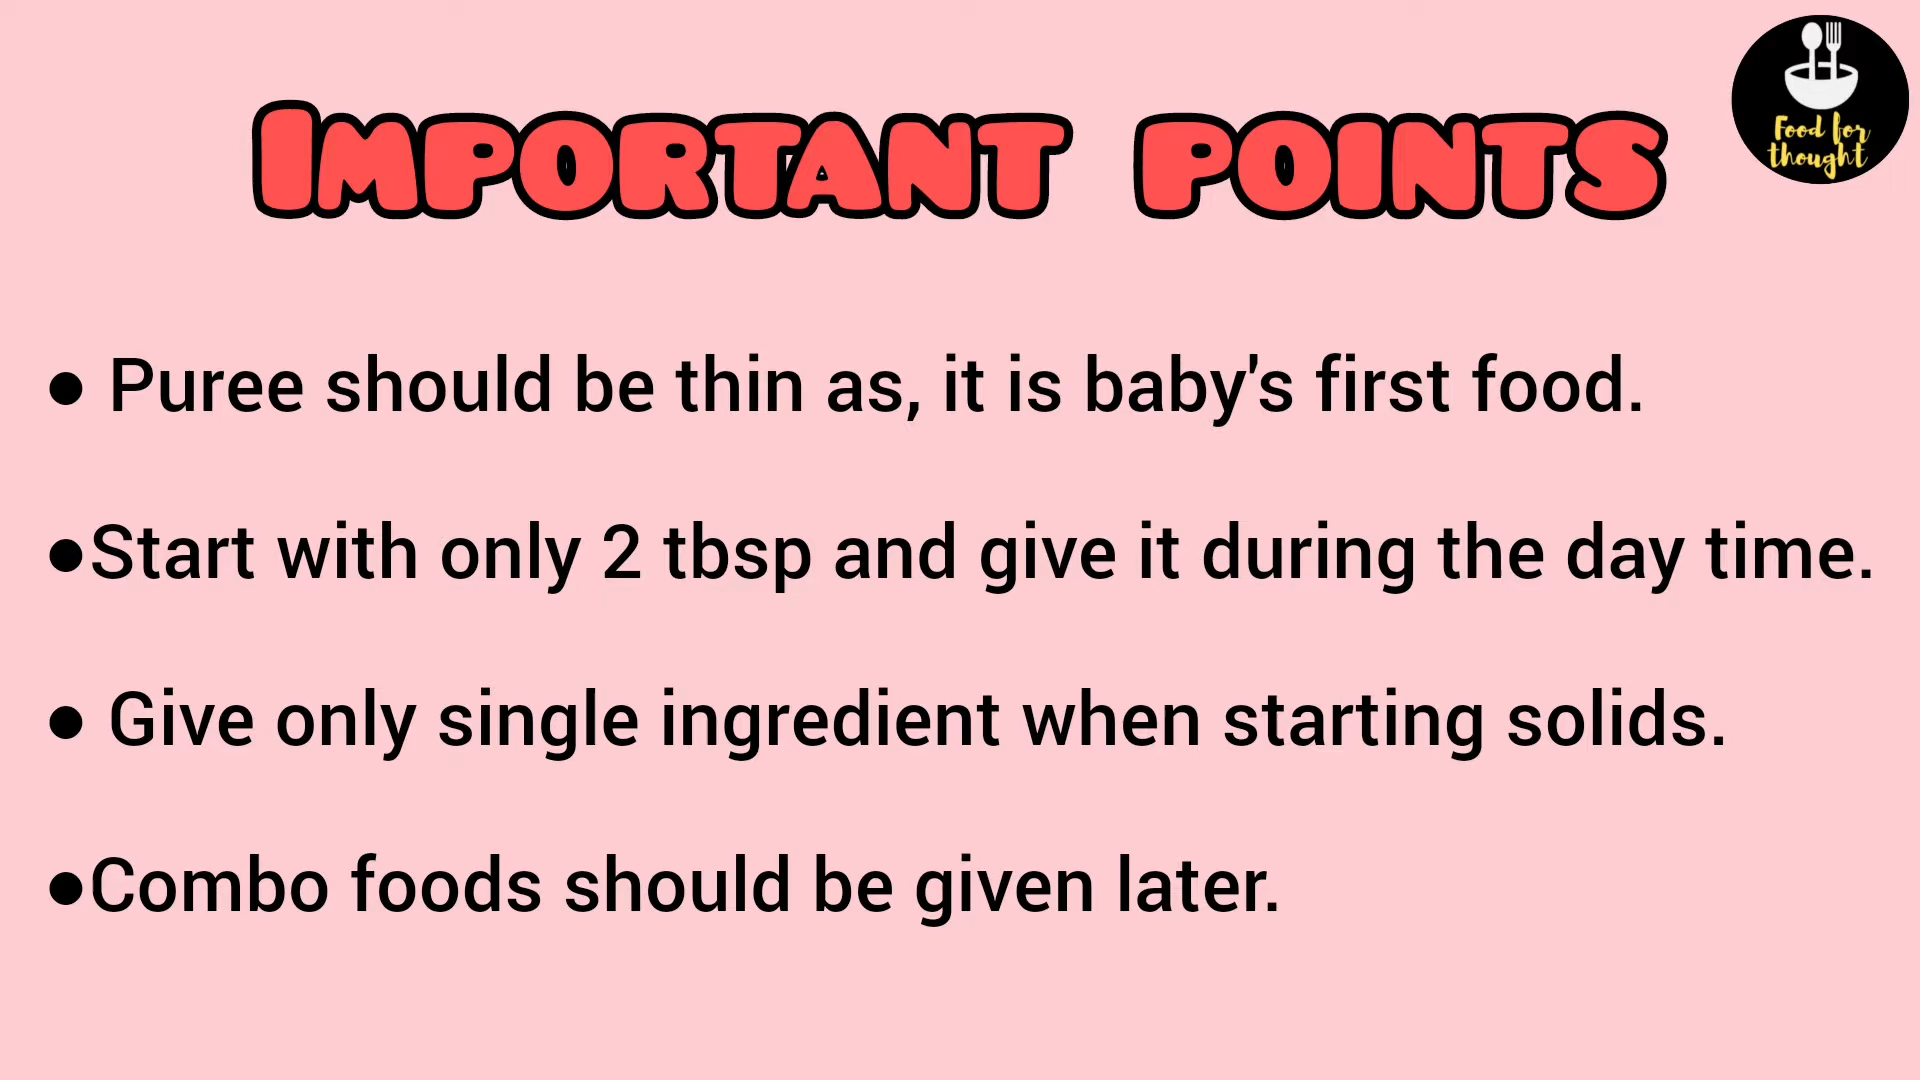 Food for
thought
IMPORTANT POINTS
● Puree should be thin as, it is baby's first food.
●Start with only 2 tbsp and give it during the day time.
● Give only single ingredient when starting solids.
●Combo foods should be given later.